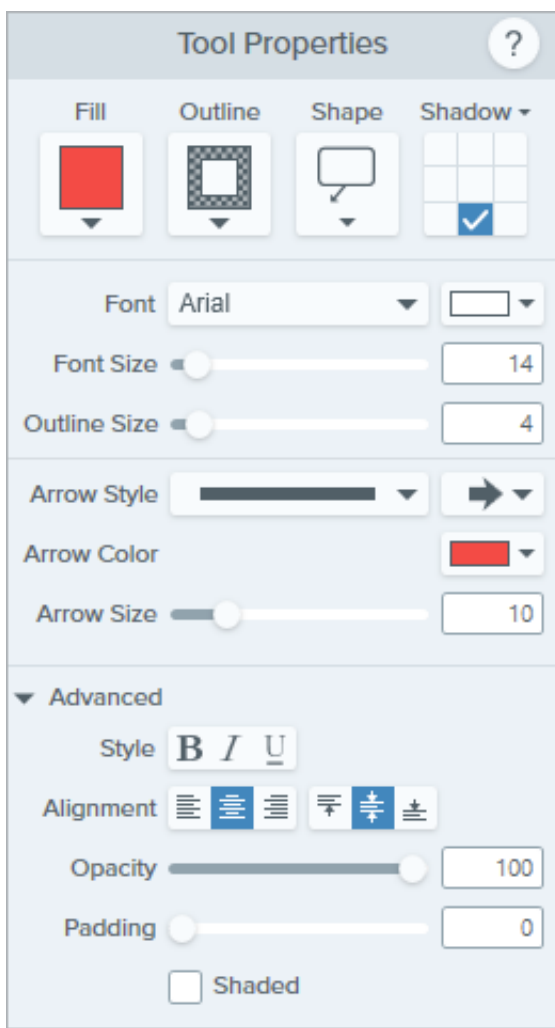 Tool Properties ?
Fill Outline Shape Shadow
Font Arial
Font Size 14
Outline Size 4
Arrow Style
Arrow Color
Arrow Size 10
Advanced
Style B I U
Alignment
Opacity 100
Padding 0
Shaded